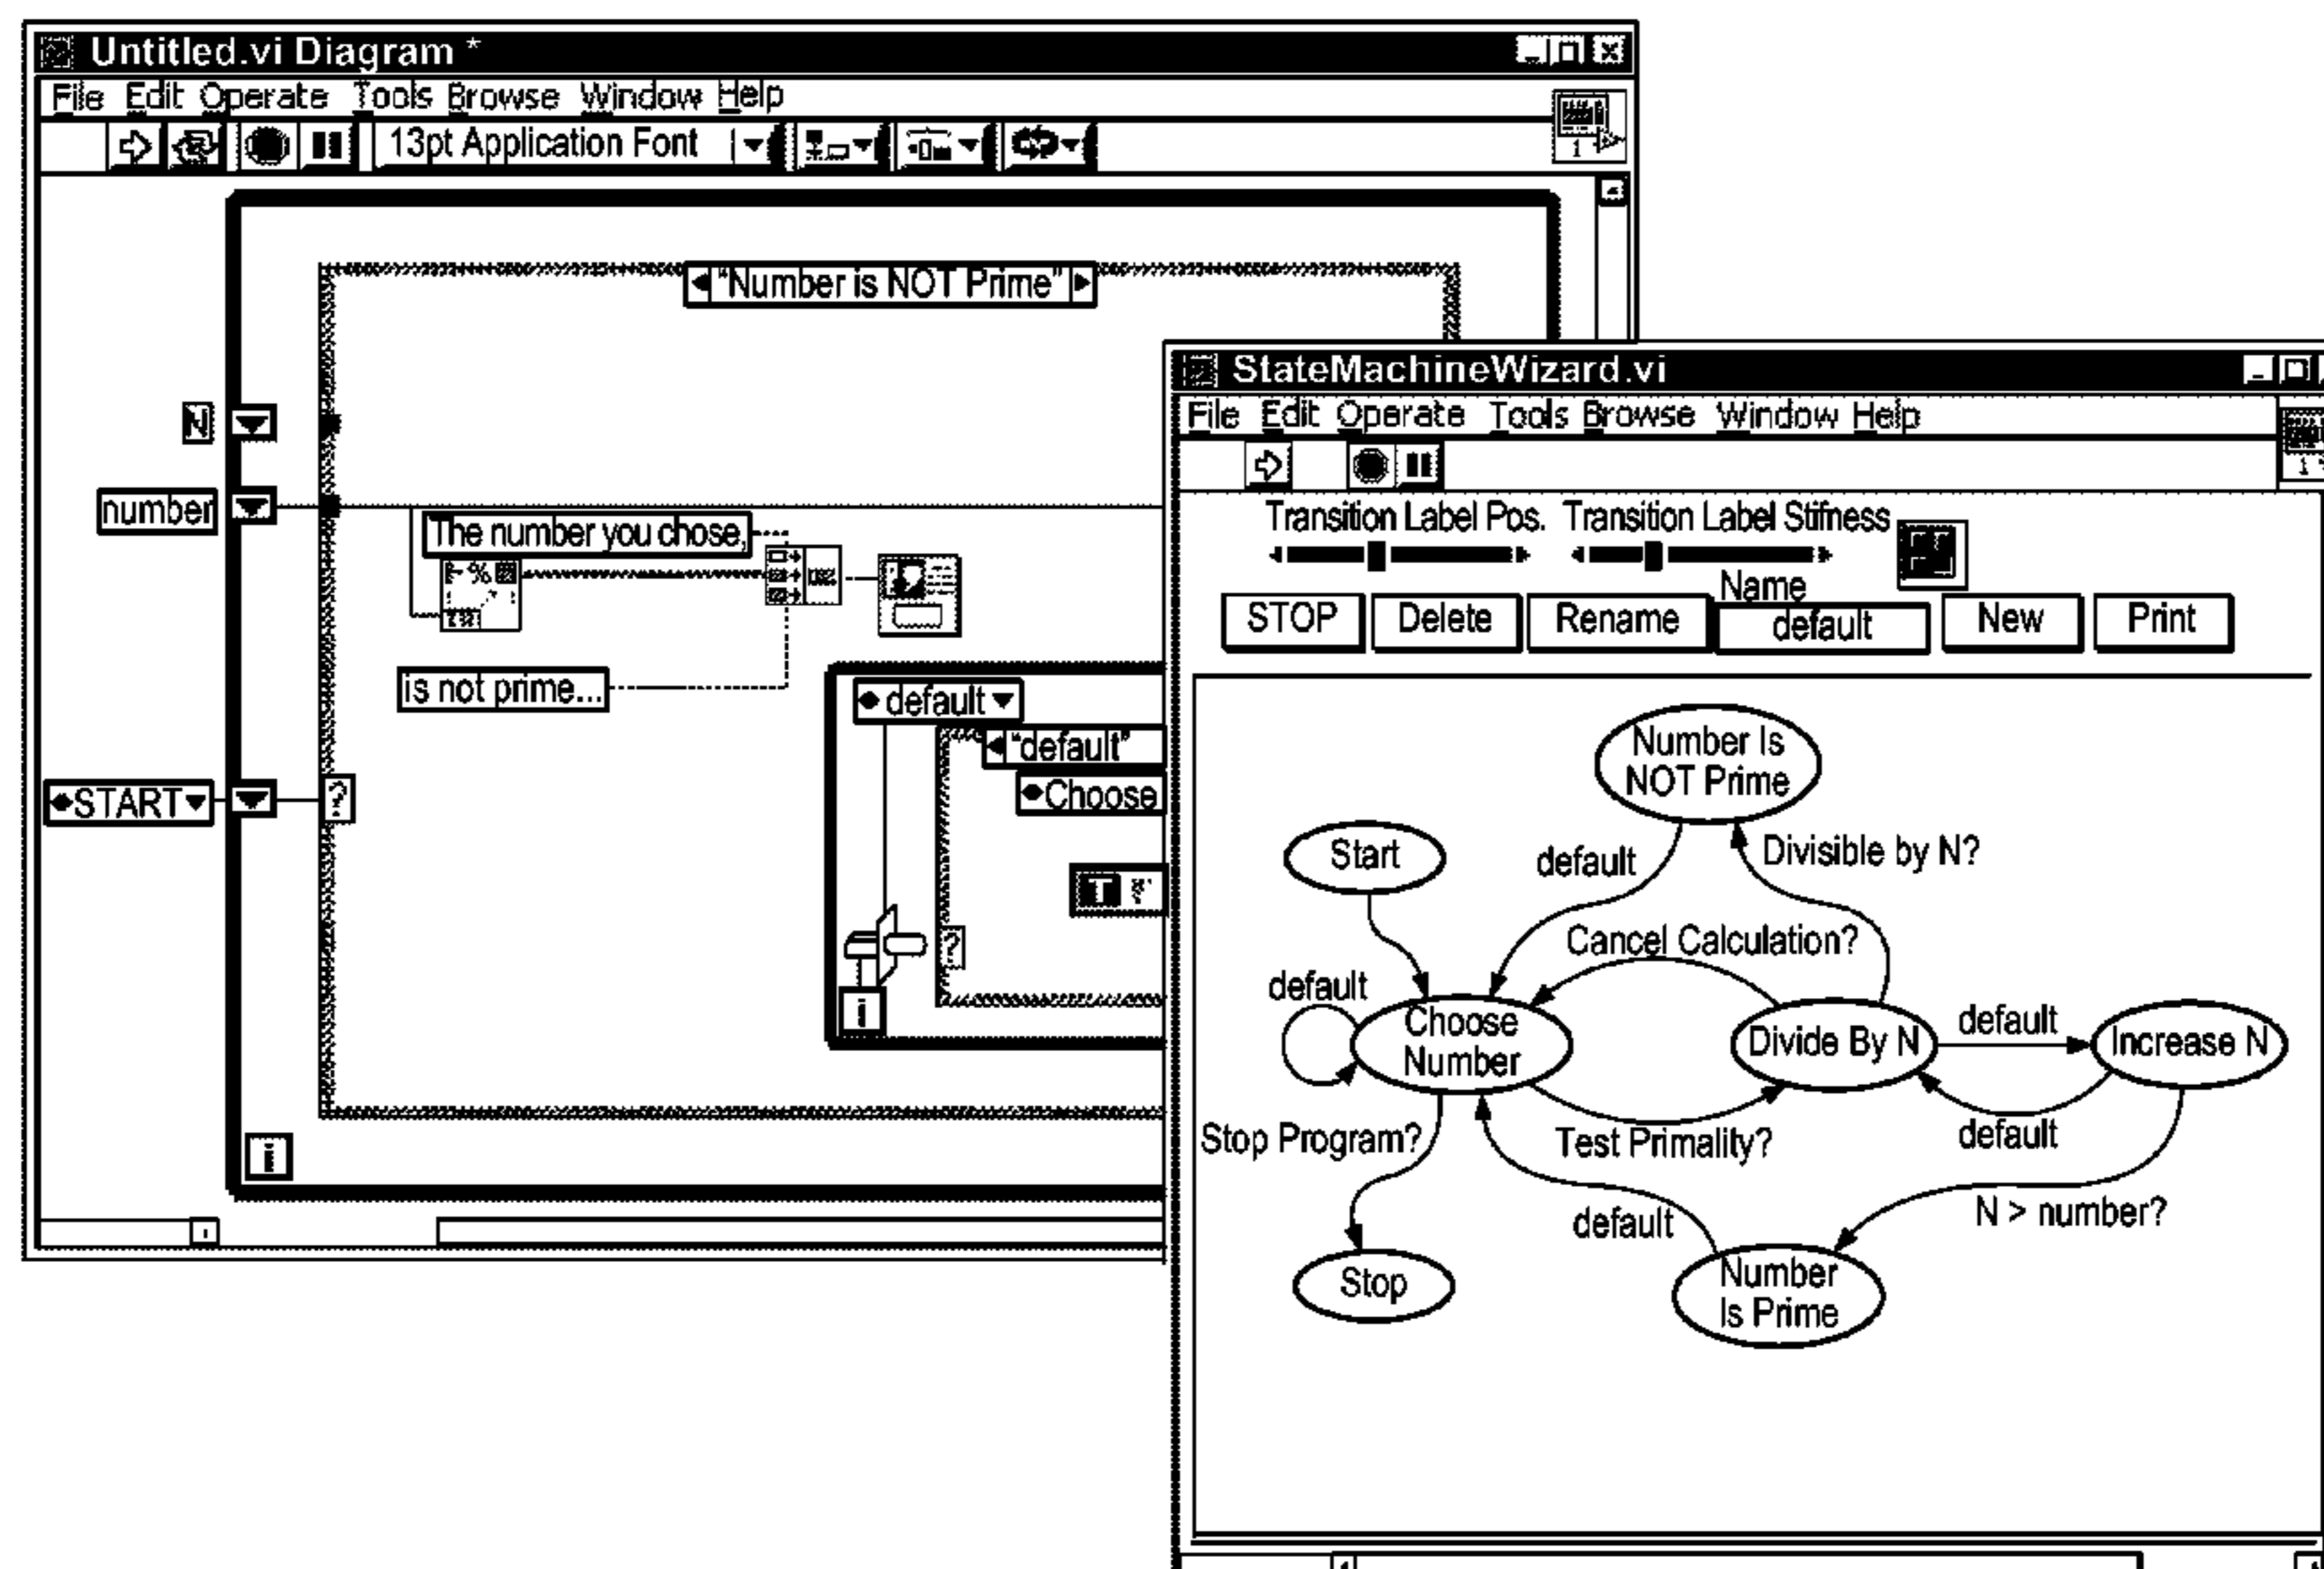 Untitled.vi Diagram *
File Edit Operate Tools Browse Window Help
13pt Application Font
1
"Number is NOT Prime"
N
number
The number you chose,
is not prime...
default
"default"
Choose
START
?
?
i
i
StateMachineWizard.vi
File Edit Operate Tools Browse Window Help
1
Transition Label Pos. Transition Label Stifness
Name
STOP Delete Rename default New Print
Number Is
NOT Prime
Start
default
Divisible by N?
Cancel Calculation?
default
Choose
Number
Divide By N
default
Increase N
Stop Program?
Test Primality?
default
default
N > number?
Stop
Number
Is Prime